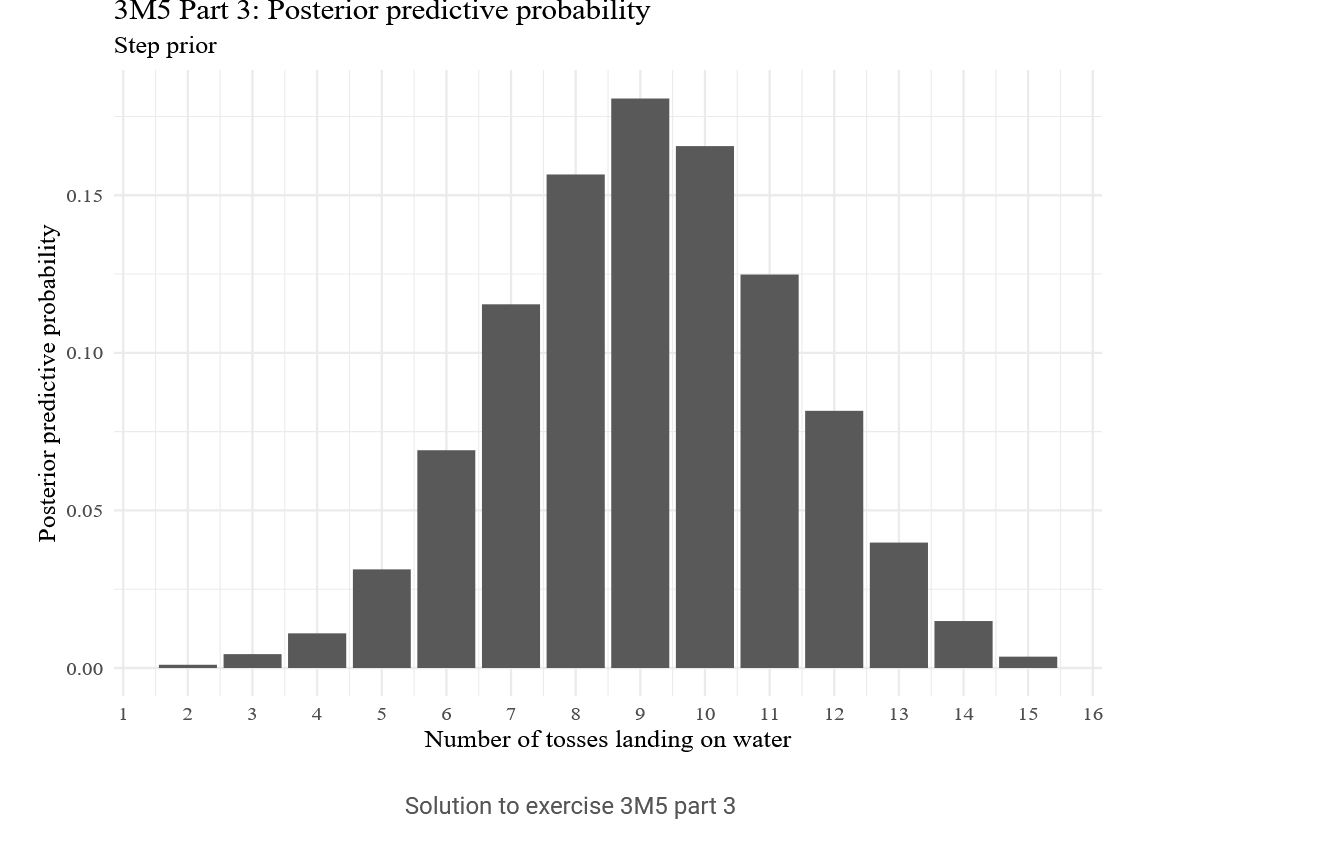 3M5 Part 3: Posterior predictive probability
Step prior
Posterior predictive probability
0.15
0.10
0.05
0.00
1 2 3 4 5 6 7 8 9 10 11 12 13 14 15 16
Number of tosses landing on water
Solution to exercise 3M5 part 3